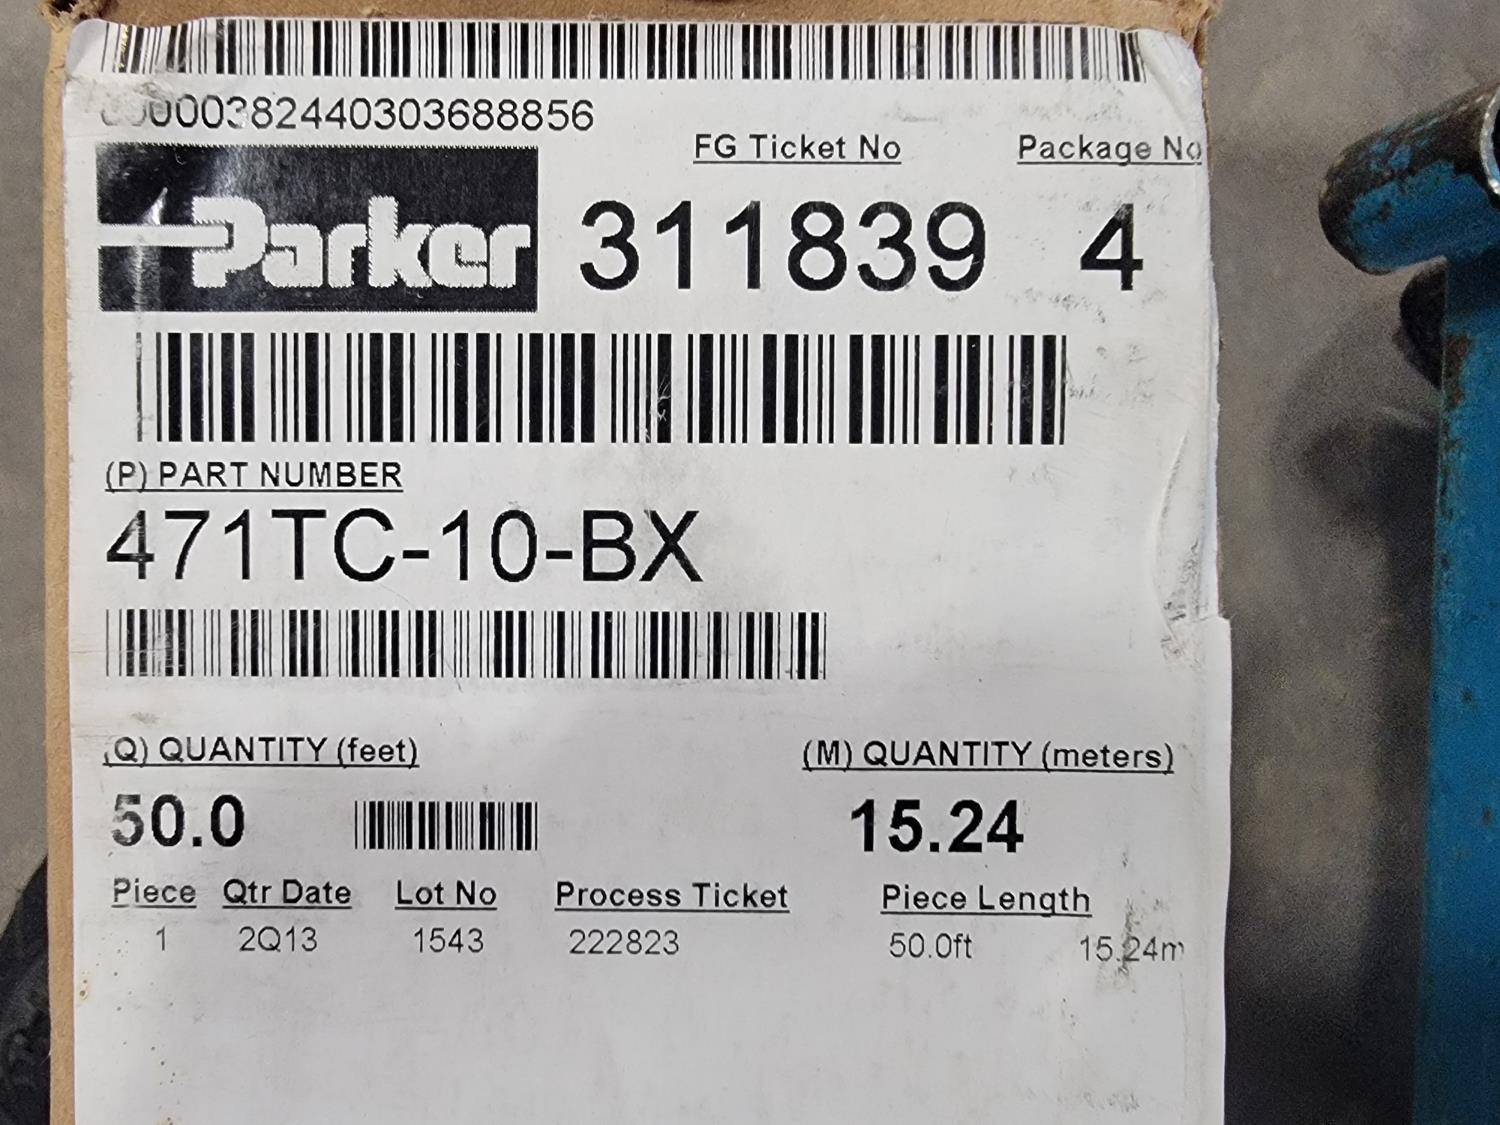 0000038244030368​8856
FG Ticket No Package No
Parker 311839 4
(P) PART NUMBER
471TC-10-BX
(Q) QUANTITY (feet) (M) QUANTITY (meters)
50.0 15.24
Piece Qtr Date Lot No Process Ticket Piece Length
1 2Q13 1543 222823 50.0ft 15.24m